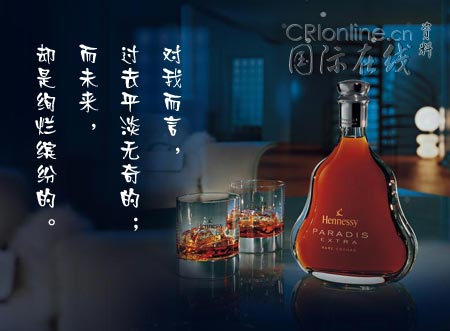 CRIonline.cn
国际在线
资料
对我而言，
过去平淡无奇的；
而未来，
却是绚烂缤纷的。
Hennessy
PARADIS
EXTRA
RARE COGNAC